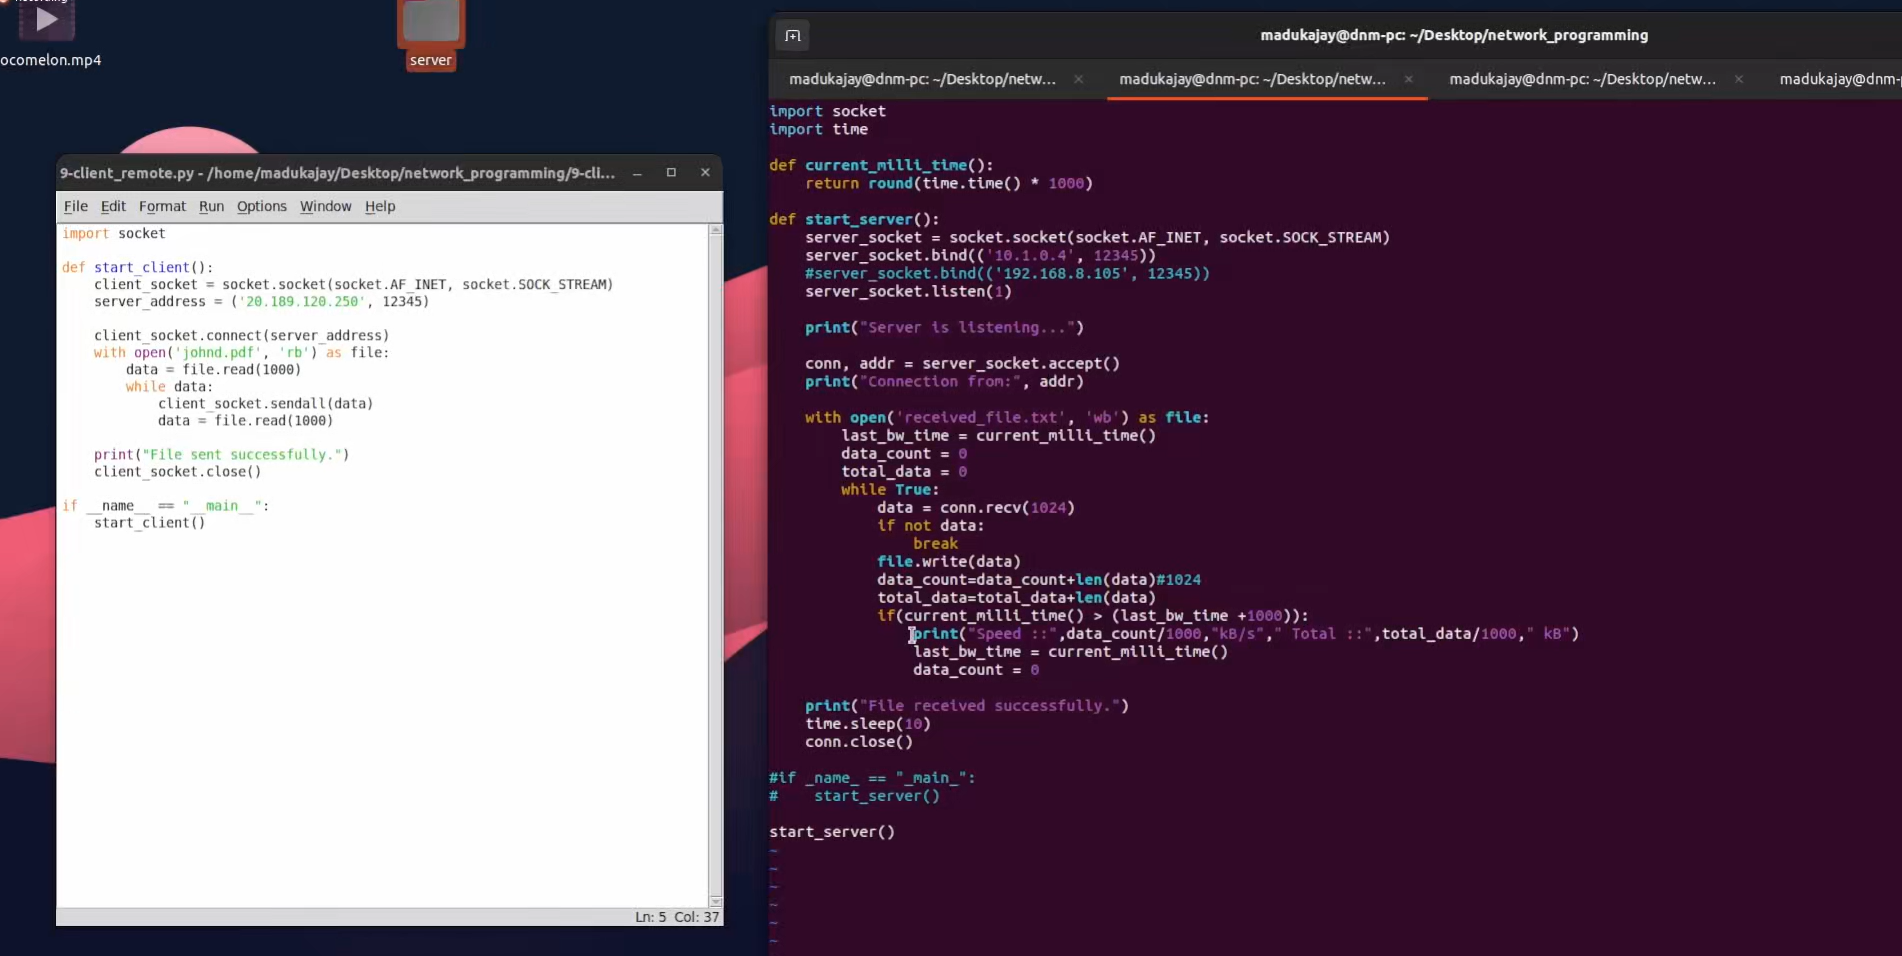 ocomelon.mp4
server
9-client_remote.py - /home/madukajay/Desktop/network_programming/9-cli...
File Edit Format Run Options Window Help
import socket
def start_client():
    client_socket = socket.socket(socket.AF_INET, socket.SOCK_STREAM)
    server_address = ('20.189.120.250', 12345)
    client_socket.connect(server_address)
    with open('johnd.pdf', 'rb') as file:
        data = file.read(1000)
        while data:
            client_socket.sendall(data)
            data = file.read(1000)
    print("File sent successfully.")
    client_socket.close()
if __name__ == "__main__":
    start_client()
Ln: 5 Col: 37
madukajay@dnm-pc: ~/Desktop/network_programming
madukajay@dnm-pc: ~/Desktop/netw... × madukajay@dnm-pc: ~/Desktop/netw... × madukajay@dnm-pc: ~/Desktop/netw... × madukajay@dnm-p
import socket
import time
def current_milli_time():
    return round(time.time() * 1000)
def start_server():
    server_socket = socket.socket(socket.AF_INET, socket.SOCK_STREAM)
    server_socket.bind(('10.1.0.4', 12345))
    #server_socket.bind(('192.168.8.105', 12345))
    server_socket.listen(1)
    print("Server is listening...")
    conn, addr = server_socket.accept()
    print("Connection from:", addr)
    with open('received_file.txt', 'wb') as file:
        last_bw_time = current_milli_time()
        data_count = 0
        total_data = 0
        while True:
            data = conn.recv(1024)
            if not data:
                break
            file.write(data)
            data_count=data_count+len(data)#1024
            total_data=total_data+len(data)
            if(current_milli_time() > (last_bw_time +1000)):
                print("Speed ::",data_count/1000,"kB/s"," Total ::",total_data/1000," kB")
                last_bw_time = current_milli_time()
                data_count = 0
    print("File received successfully.")
    time.sleep(10)
    conn.close()
#if _name_ == "_main_":
#    start_server()
start_server()
~
~
~
~
~
~